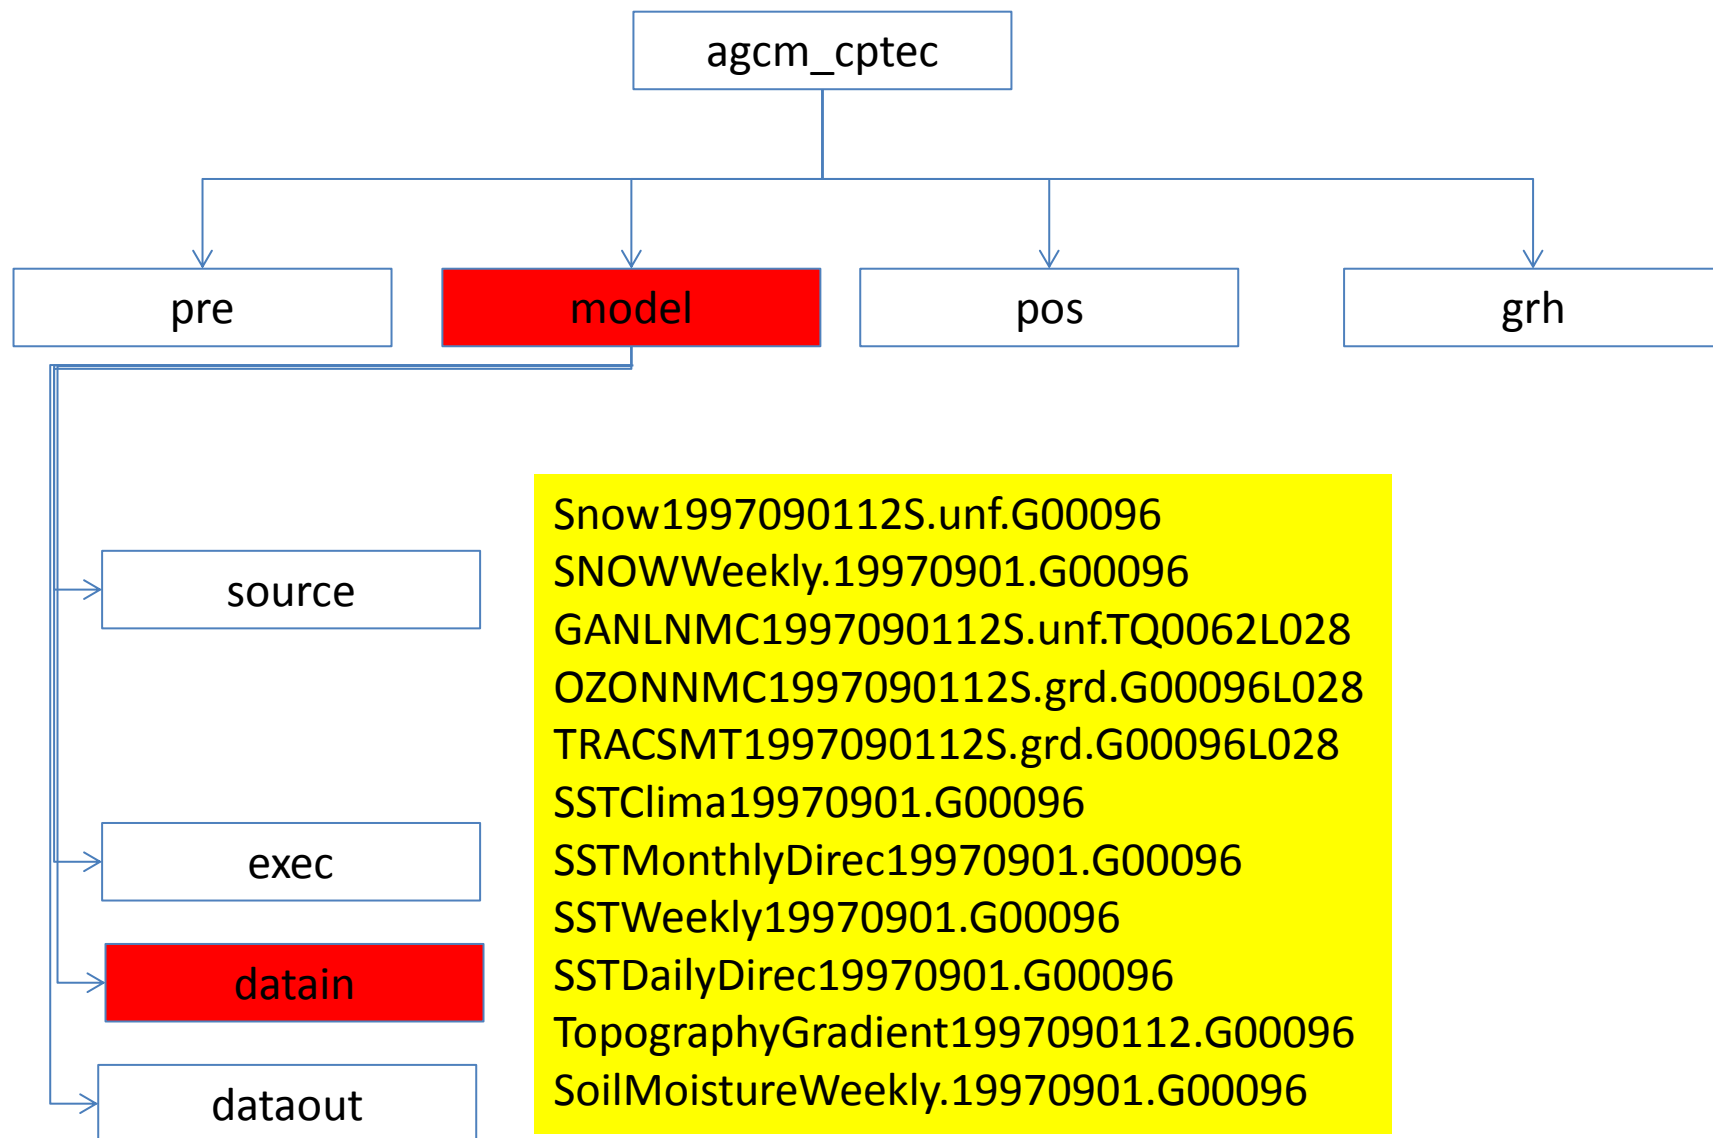 agcm_cptec
pre
model
pos
grh
source
exec
datain
dataout
Snow1997090112S.unf.G00096
SNOWWeekly.19970901.G00096
GANLNMC1997090112S.unf.TQ0062L028
OZONNMC1997090112S.grd.G00096L028
TRACSMT1997090112S.grd.G00096L028
SSTClima19970901.G00096
SSTMonthlyDirec19970901.G00096
SSTWeekly19970901.G00096
SSTDailyDirec19970901.G00096
TopographyGradient1997090112.G00096
SoilMoistureWeekly.19970901.G00096